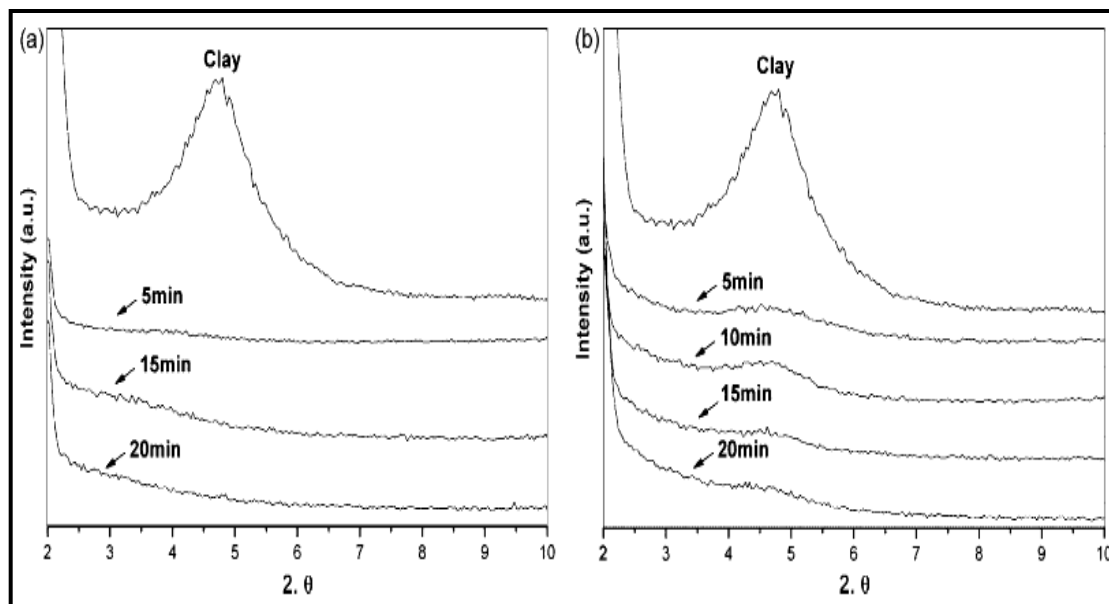 (a)
Clay
5min
15min
20min
Intensity (a.u.)
2 3 4 5 6 7 8 9 10
2. θ
(b)
Clay
5min
10min
15min
20min
Intensity (a.u.)
2 3 4 5 6 7 8 9 10
2. θ